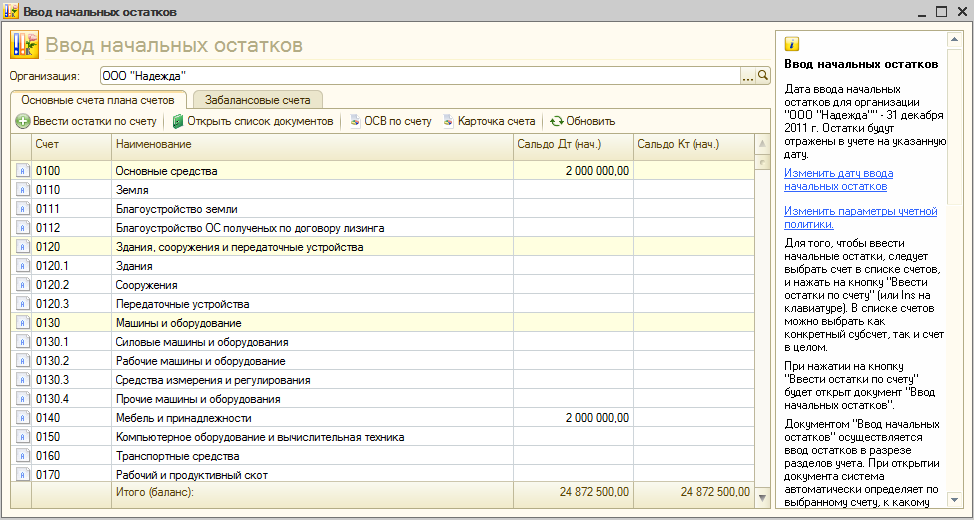 Ввод начальных остатков
Ввод начальных остатков
Организация: ООО "Надежда" ...
Основные счета плана счетов Забалансовые счета
Ввести остатки по счету Открыть список документов ОСВ по счету Карточка счета Обновить
Счет Наименование Сальдо Дт (нач.) Сальдо Кт (нач.)
0100 Основные средства 2 000 000,00
0110 Земля
0111 Благоустройство земли
0112 Благоустройство ОС полученых по договору лизинга
0120 Здания, сооружения и передаточные устройства
0120.1 Здания
0120.2 Сооружения
0120.3 Передаточные устройства
0130 Машины и оборудование
0130.1 Силовые машины и оборудования
0130.2 Рабочие машины и оборудование
0130.3 Средства измерения и регулирования
0130.4 Прочие машины и оборудования
0140 Мебель и принадлежности 2 000 000,00
0150 Компьютерное оборудование и вычислительная техника
0160 Транспортные средства
0170 Рабочий и продуктивный скот
Итого (баланс): 24 872 500,00 24 872 500,00
Ввод начальных остатков
Дата ввода начальных
остатков для организации
"ООО "Надежда"" - 31 декабря
2011 г. Остатки будут
отражены в учете на указанную
дату.
Изменить дату ввода
начальных остатков
Изменить параметры учетной
политики.
Для того, чтобы ввести
начальные остатки, следует
выбрать счет в списке счетов,
и нажать на кнопку "Ввести
остатки по счету" (или Ins на
клавиатуре). В списке счетов
можно выбрать как
конкретный субсчет, так и счет
в целом.
При нажатии на кнопку
"Ввести остатки по счету"
будет открыт документ "Ввод
начальных остатков".
Документом "Ввод начальных
остатков" осуществляется
ввод остатков в разрезе
разделов учета. При открытии
документа система
автоматически определяет по
выбранному счету, к какому